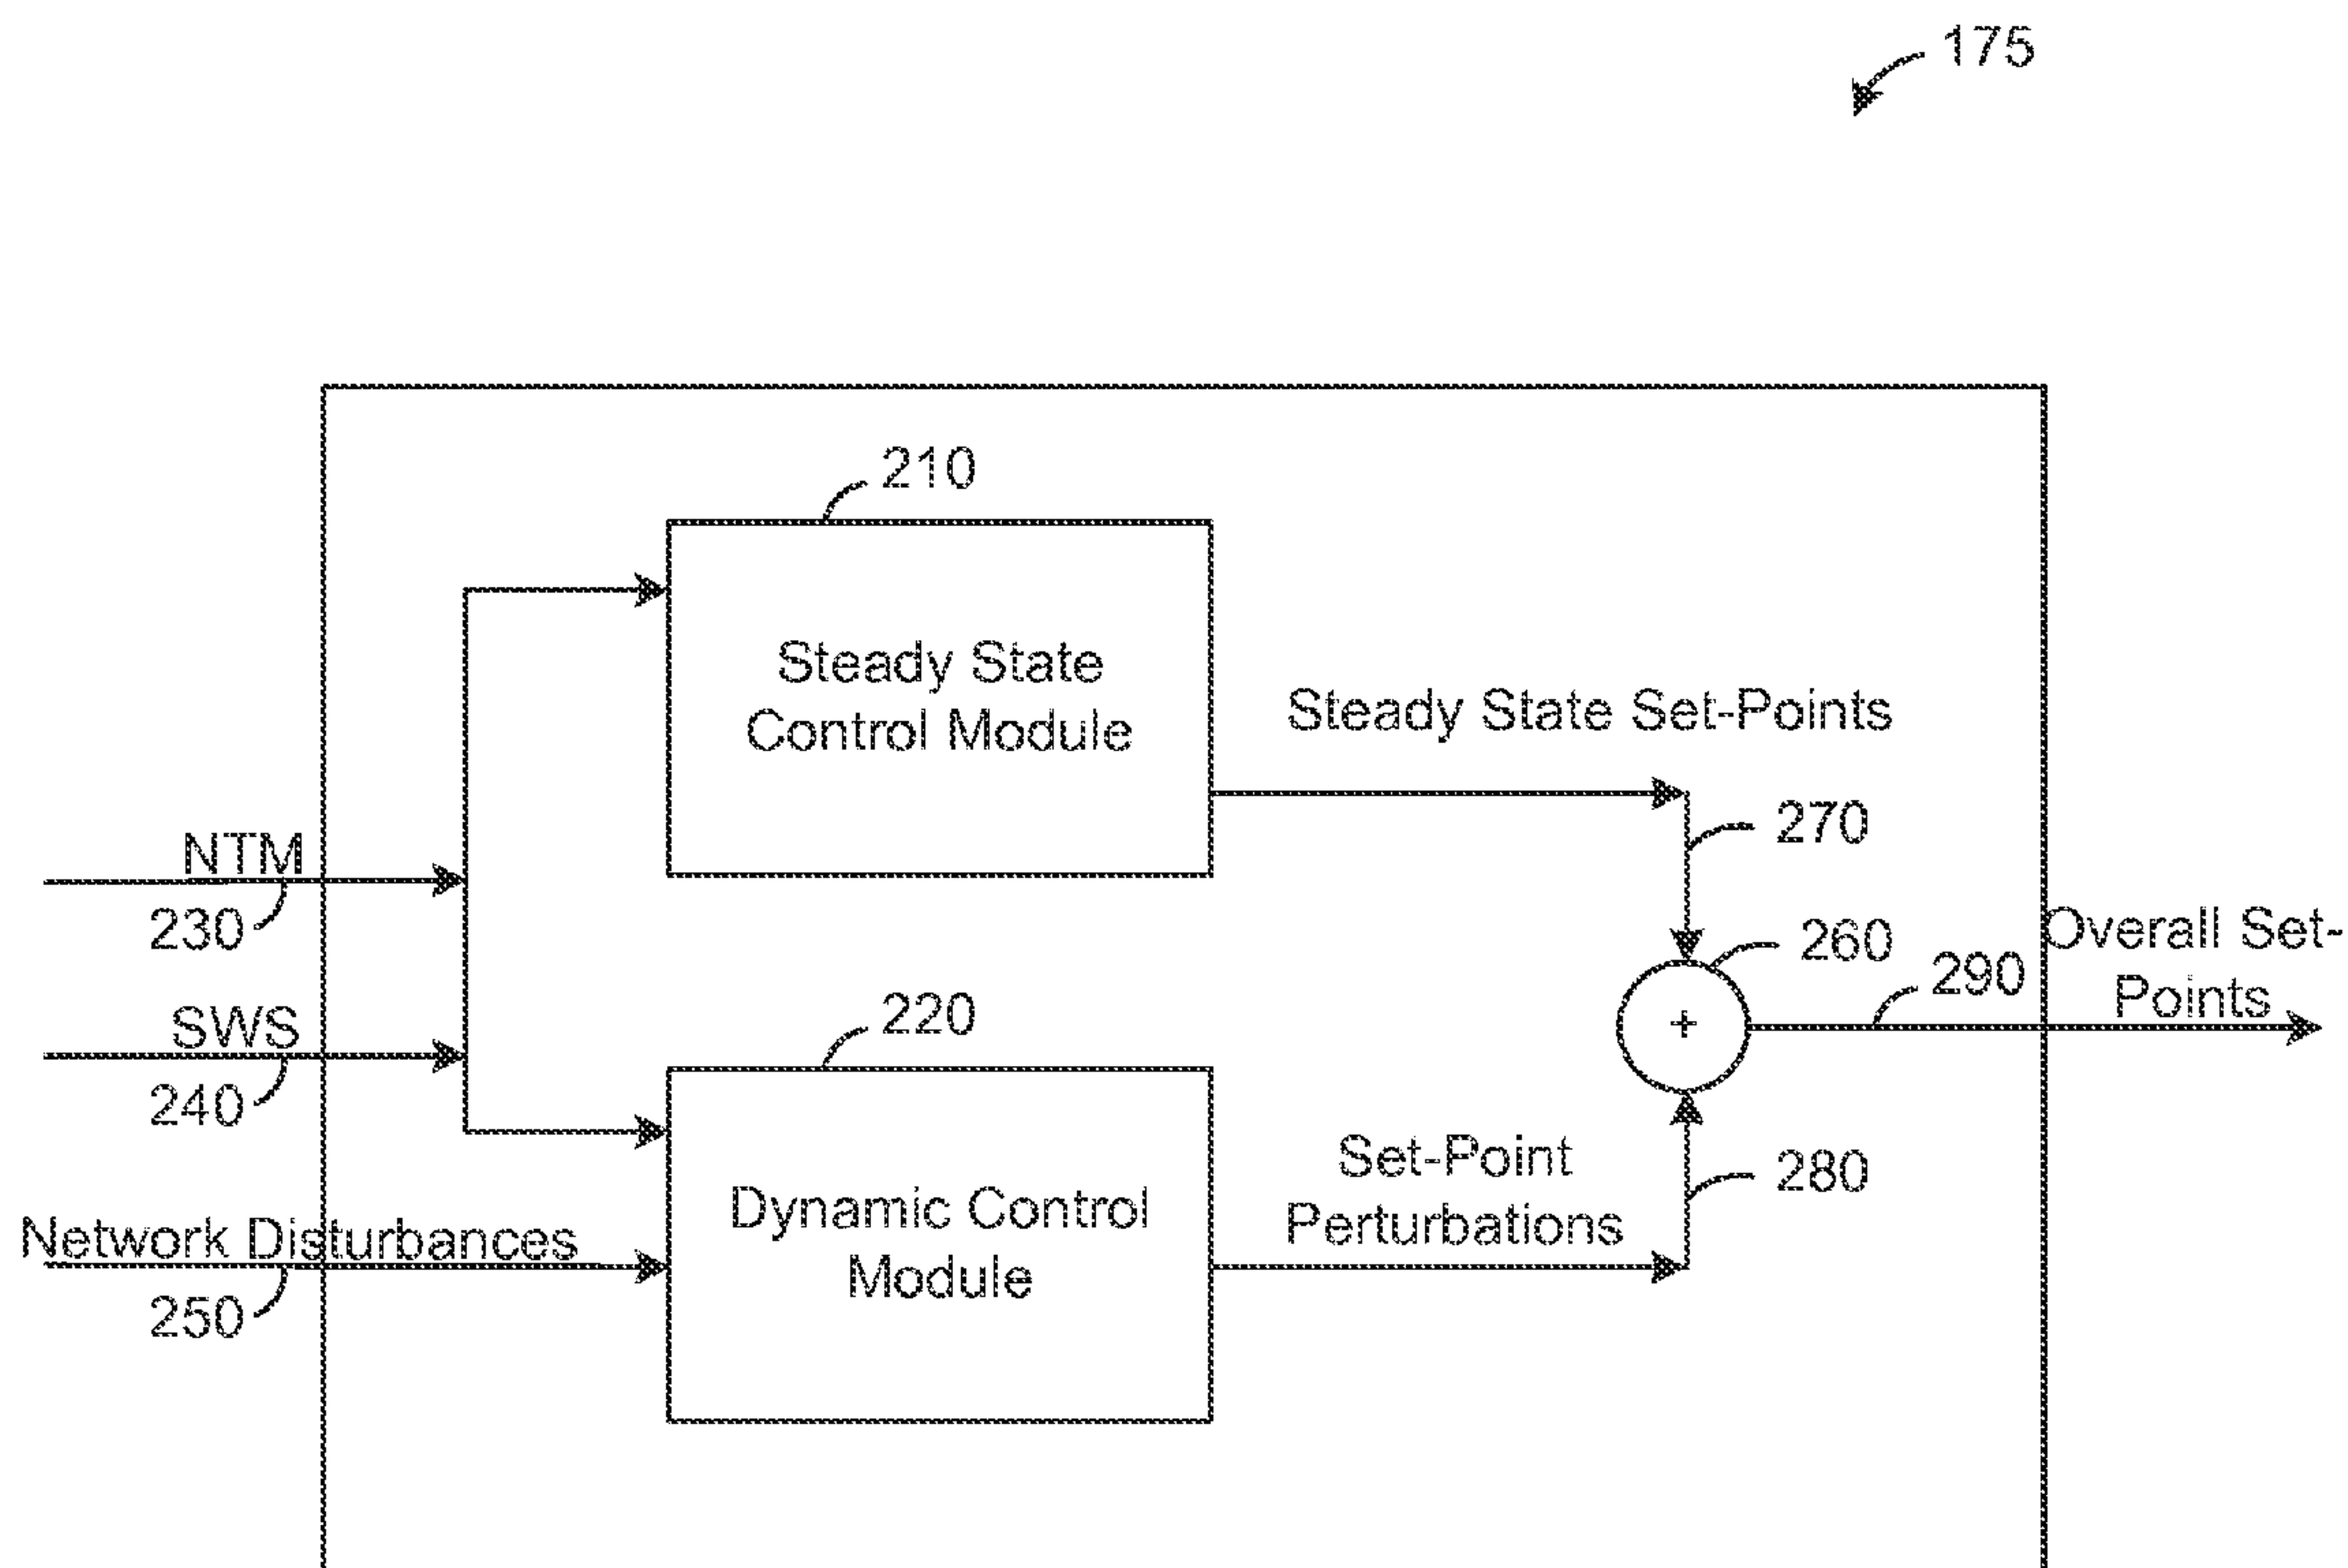 175
210
Steady State
Control Module
Steady State Set-Points
270
NTM
230
260
Overall Set-
Points
290
SWS
240
220
Dynamic Control
Module
Set-Point
Perturbations
280
+
Network Disturbances
250